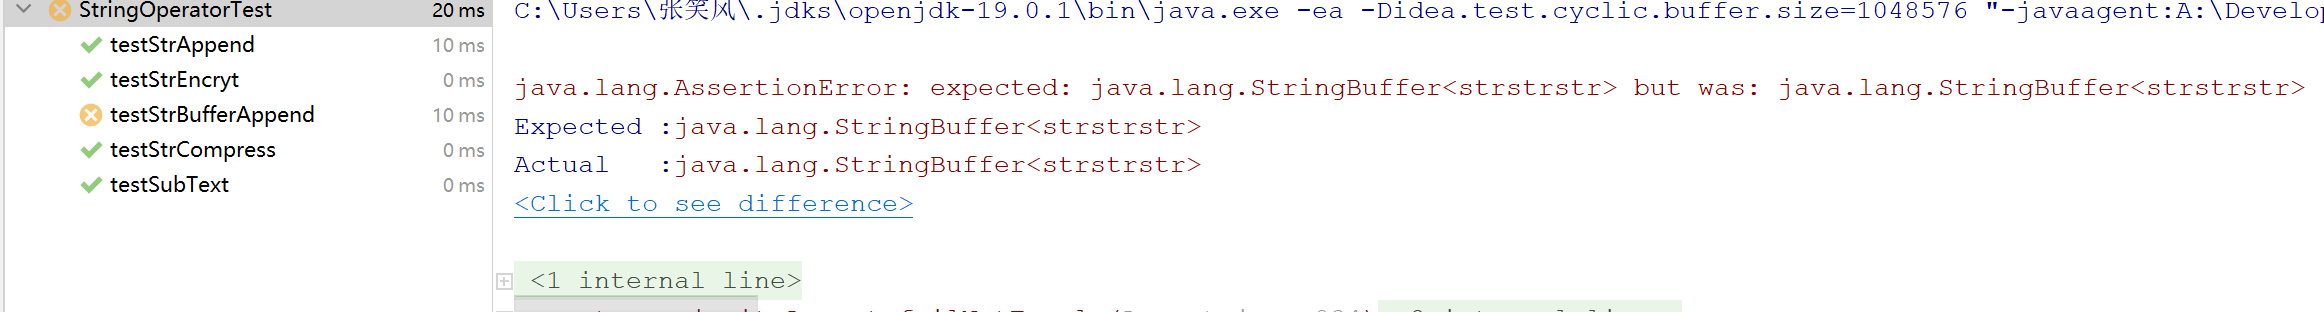 StringOperatorTest 20 ms
testStrAppend 10 ms
testStrEncryt 0 ms
testStrBufferAppend 10 ms
testStrCompress 0 ms
testSubText 0 ms
C:\Users\张笑风\.jdks\openjdk-19.0.1\bin\java.exe -ea -Didea.test.cyclic.buffer.size=1048576 "-javaagent:A:\Develop
java.lang.AssertionError: expected: java.lang.StringBuffer<strstrstr> but was: java.lang.StringBuffer<strstrstr>
Expected :java.lang.StringBuffer<strstrstr>
Actual   :java.lang.StringBuffer<strstrstr>
<Click to see difference>
<1 internal line>